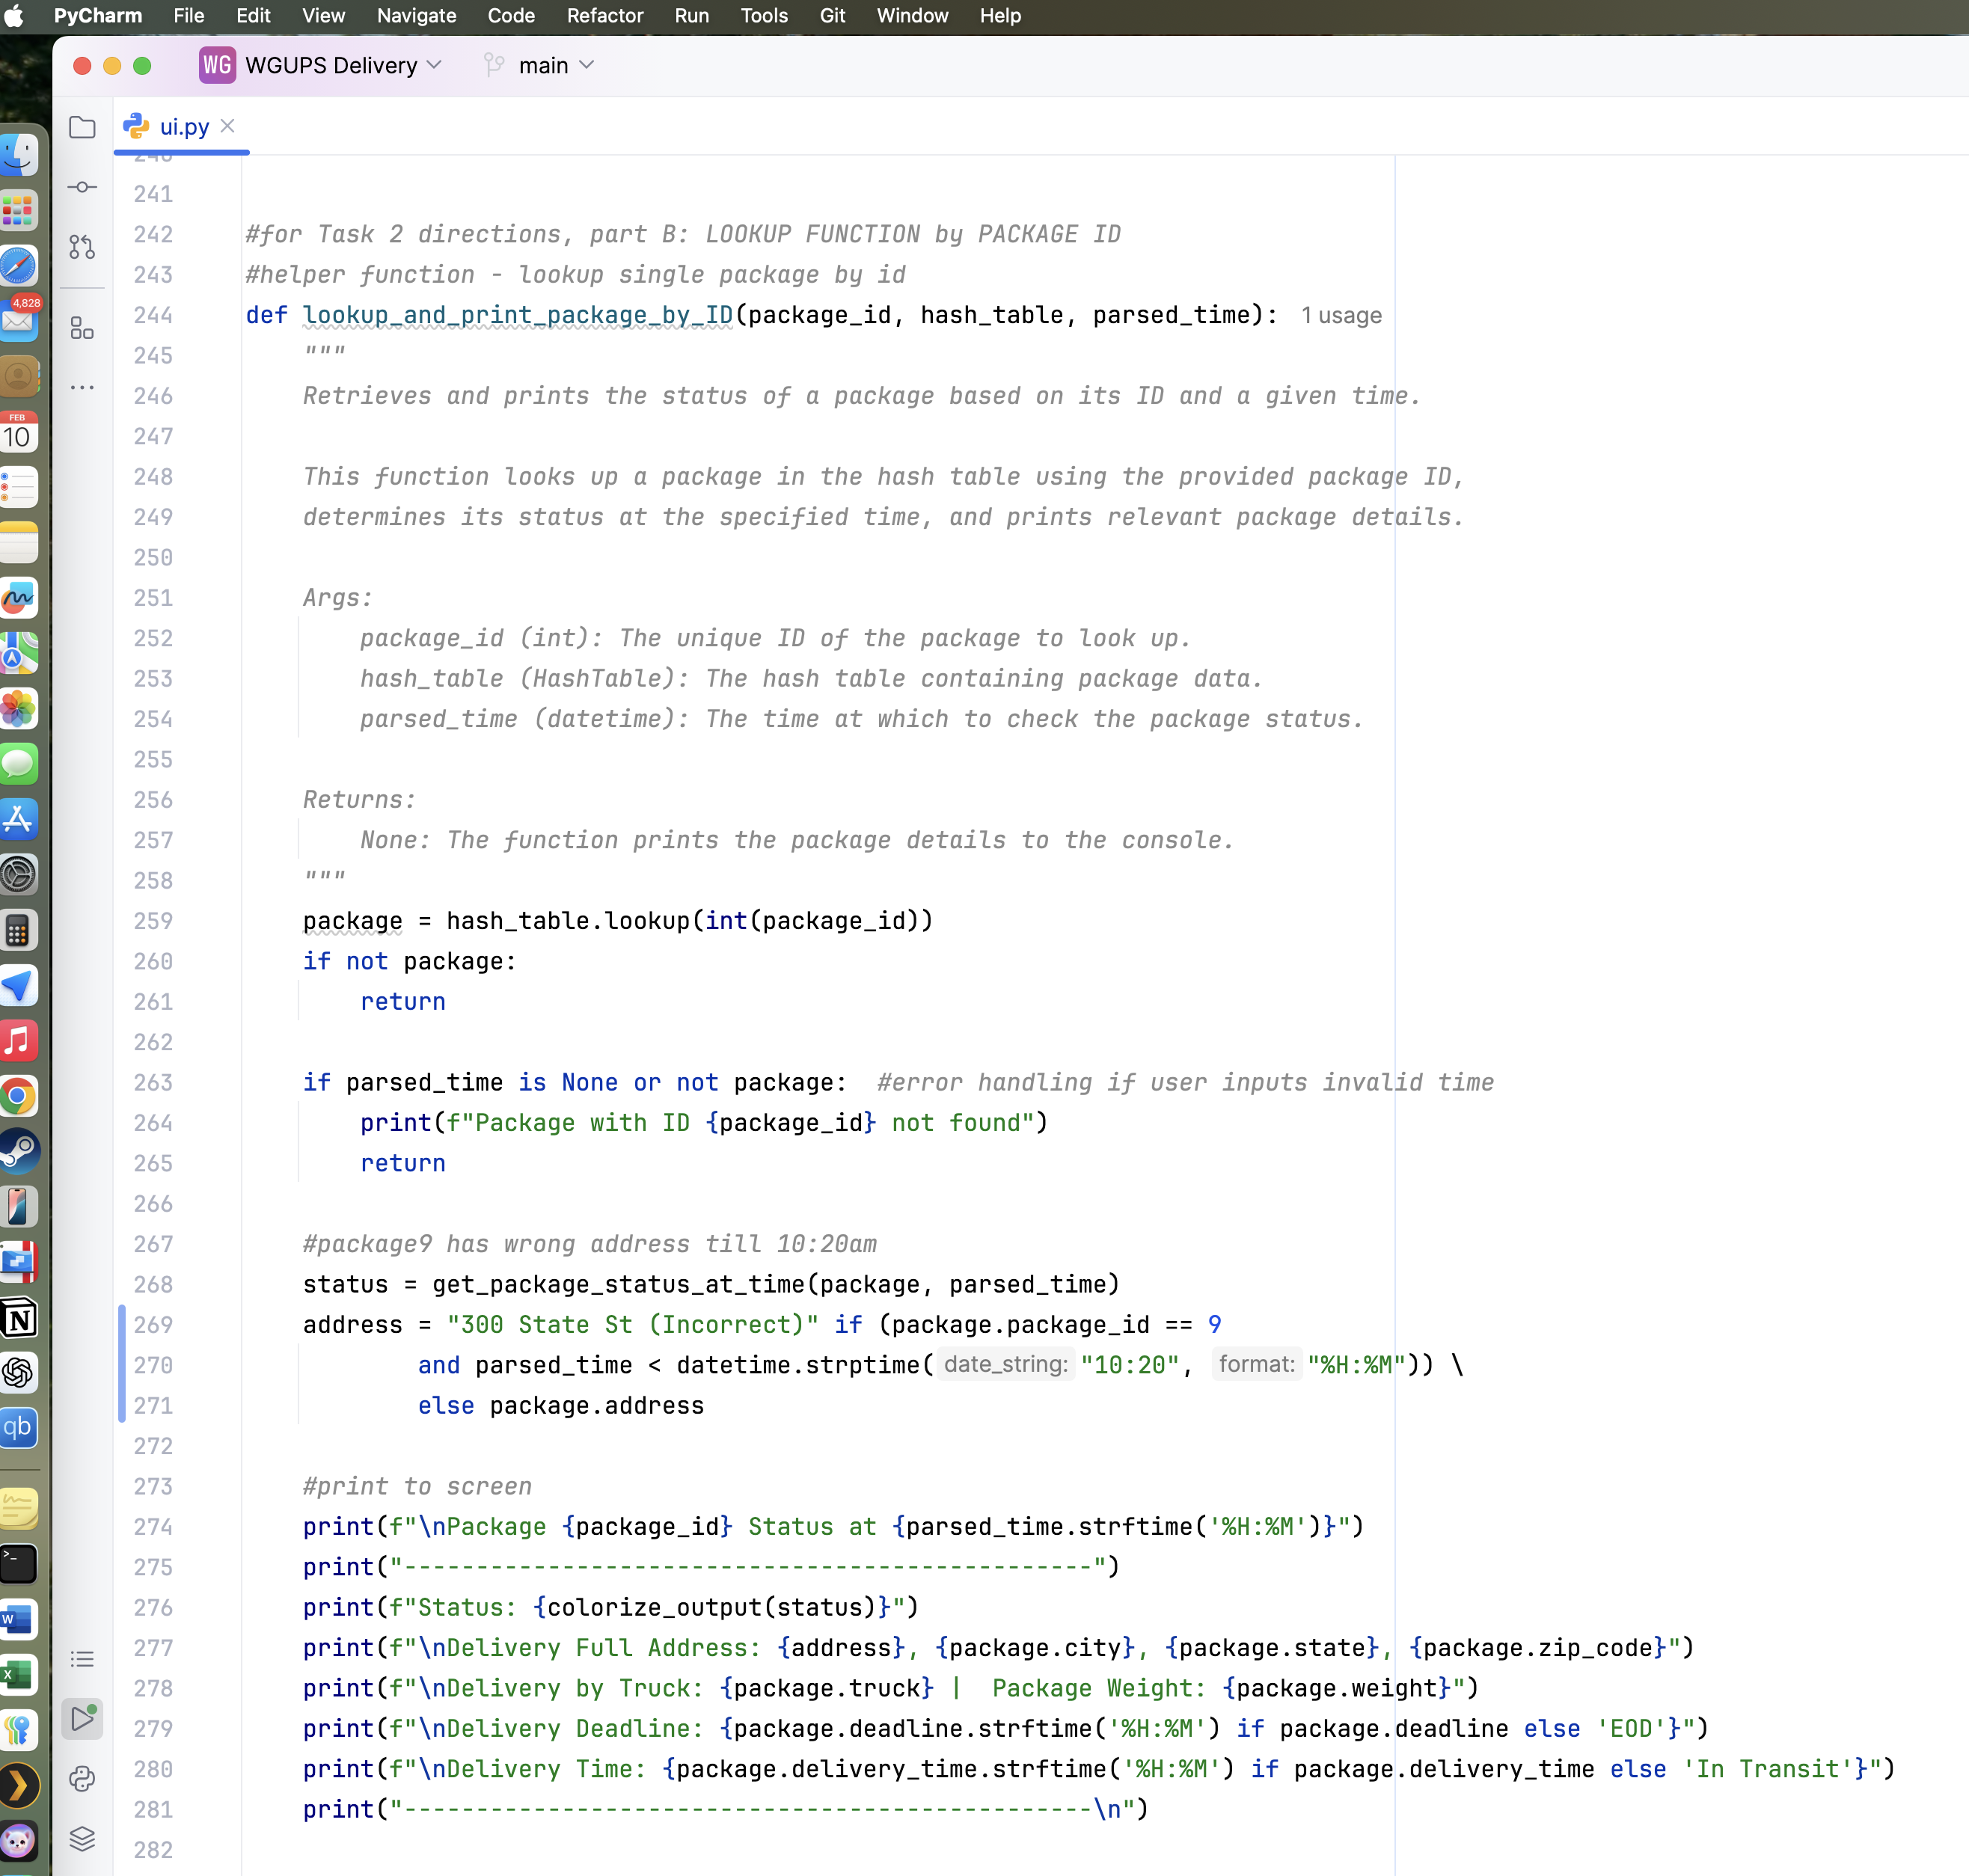 PyCharm File Edit View Navigate Code Refactor Run Tools Git Window Help
WG WGUPS Delivery main
ui.py
241
242 #for Task 2 directions, part B: LOOKUP FUNCTION by PACKAGE ID
243 #helper function - lookup single package by id
244 def lookup_and_print_package_by_ID(package_id, hash_table, parsed_time): 1 usage
245 """
246 Retrieves and prints the status of a package based on its ID and a given time.
247
248 This function looks up a package in the hash table using the provided package ID,
249 determines its status at the specified time, and prints relevant package details.
250
251 Args:
252 package_id (int): The unique ID of the package to look up.
253 hash_table (HashTable): The hash table containing package data.
254 parsed_time (datetime): The time at which to check the package status.
255
256 Returns:
257 None: The function prints the package details to the console.
258 """
259 package = hash_table.lookup(int(package_id))
260 if not package:
261 return
262
263 if parsed_time is None or not package:  #error handling if user inputs invalid time
264 print(f"Package with ID {package_id} not found")
265 return
266
267 #package9 has wrong address till 10:20am
268 status = get_package_status_at_time(package, parsed_time)
269 address = "300 State St (Incorrect)" if (package.package_id == 9
270 and parsed_time < datetime.strptime( date_string: "10:20", format: "%H:%M")) \
271 else package.address
272
273 #print to screen
274 print(f"\nPackage {package_id} Status at {parsed_time.strftime('%H:%M')}")
275 print("------------------------------------------------")
276 print(f"Status: {colorize_output(status)}")
277 print(f"\nDelivery Full Address: {address}, {package.city}, {package.state}, {package.zip_code}")
278 print(f"\nDelivery by Truck: {package.truck} |  Package Weight: {package.weight}")
279 print(f"\nDelivery Deadline: {package.deadline.strftime('%H:%M') if package.deadline else 'EOD'}")
280 print(f"\nDelivery Time: {package.delivery_time.strftime('%H:%M') if package.delivery_time else 'In Transit'}")
281 print("------------------------------------------------\n")
282
4,828
FEB
10
N
qb
>_
W
X